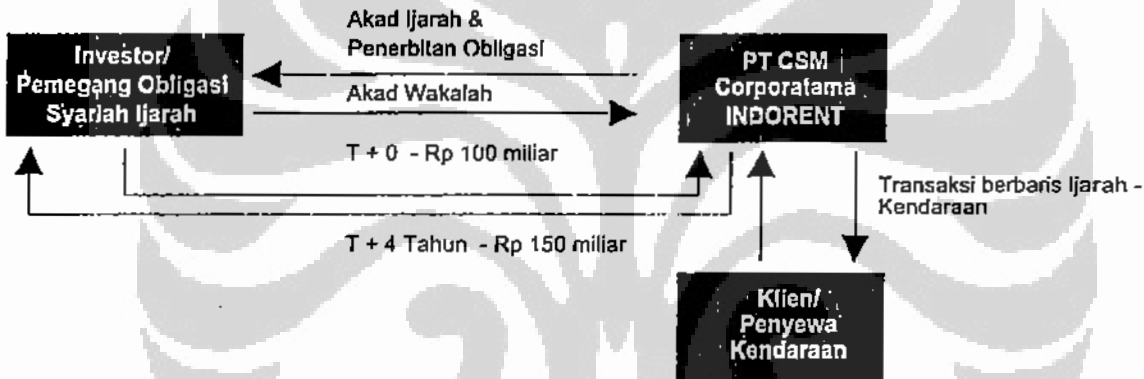 Akad Ijarah &
Penerbitan Obligasi
Investor/
Pemegang Obligasi
Syariah Ijarah
PT CSM
Corporatama
INDORENT
Akad Wakalah
T + 0 - Rp 100 miliar
Transaksi berbaris Ijarah -
Kendaraan
T + 4 Tahun - Rp 150 miliar
Klien/
Penyewa
Kendaraan